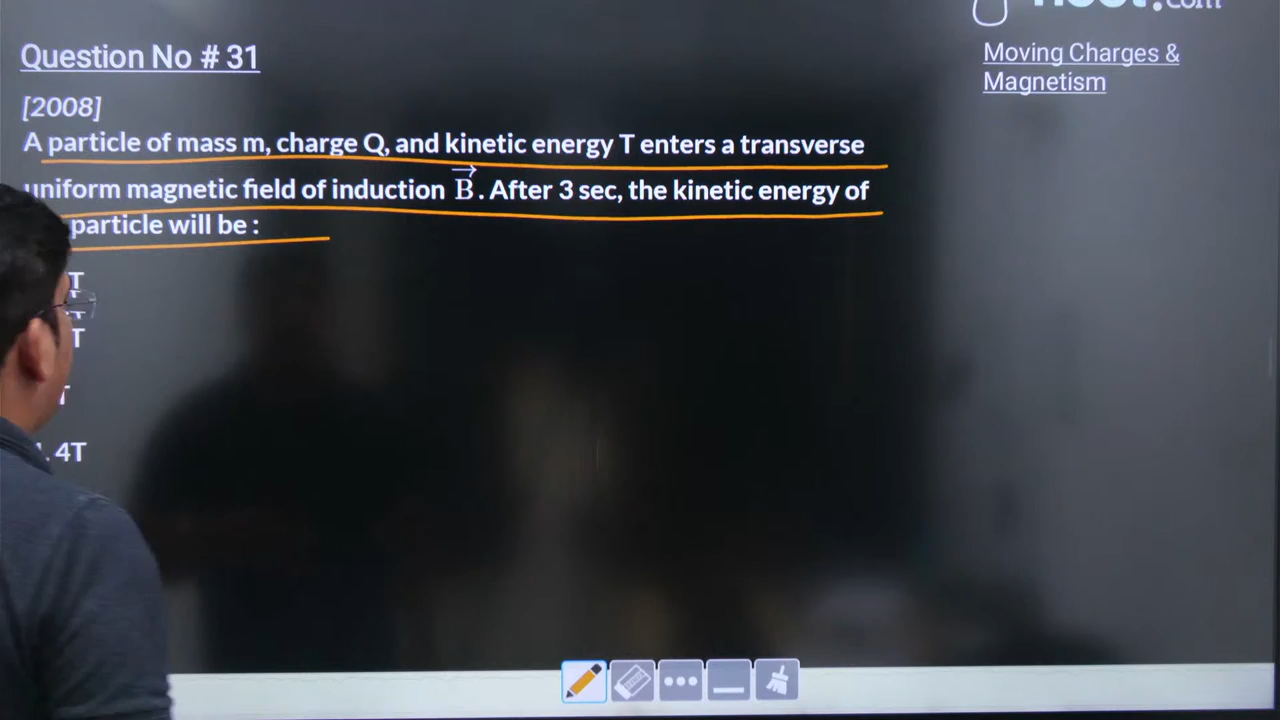 .com
Question No # 31
Moving Charges &
Magnetism
[2008]
A particle of mass m, charge Q, and kinetic energy T enters a transverse
uniform magnetic field of induction B⃗. After 3 sec, the kinetic energy of
particle will be :
T
T
T
. 4T